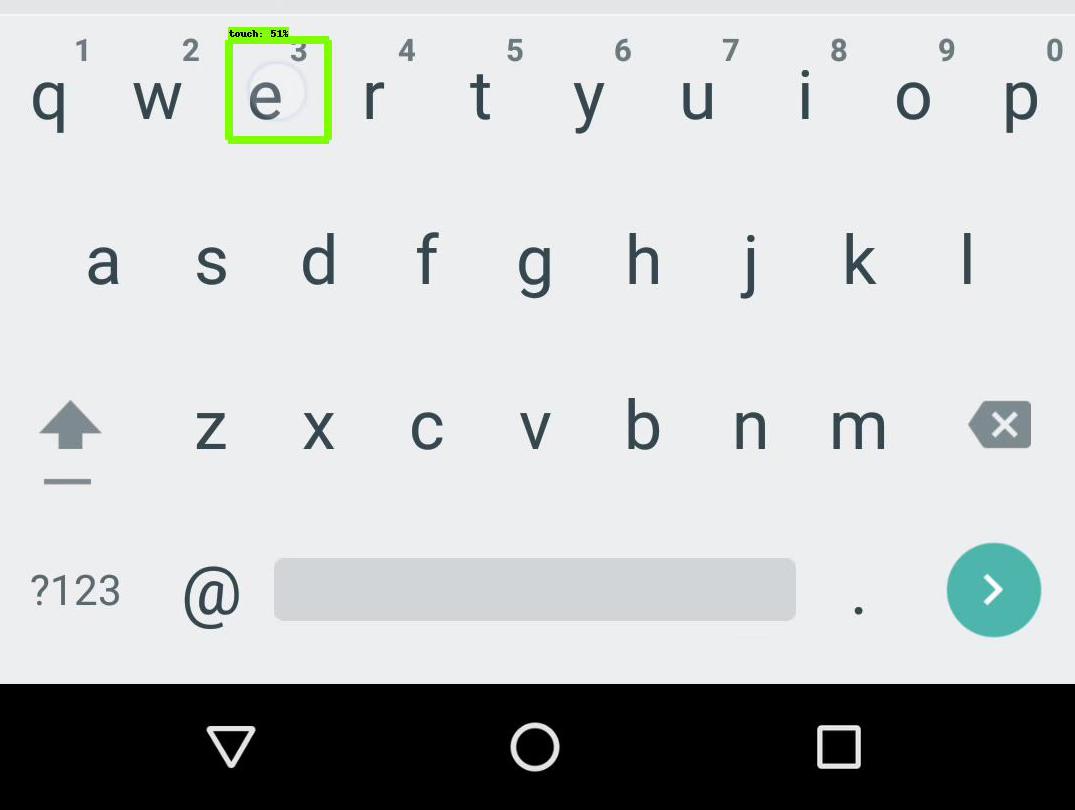 touch: 51%
1 2 3 4 5 6 7 8 9 0
q w e r t y u i o p
a s d f g h j k l
z x c v b n m
?123 @ .